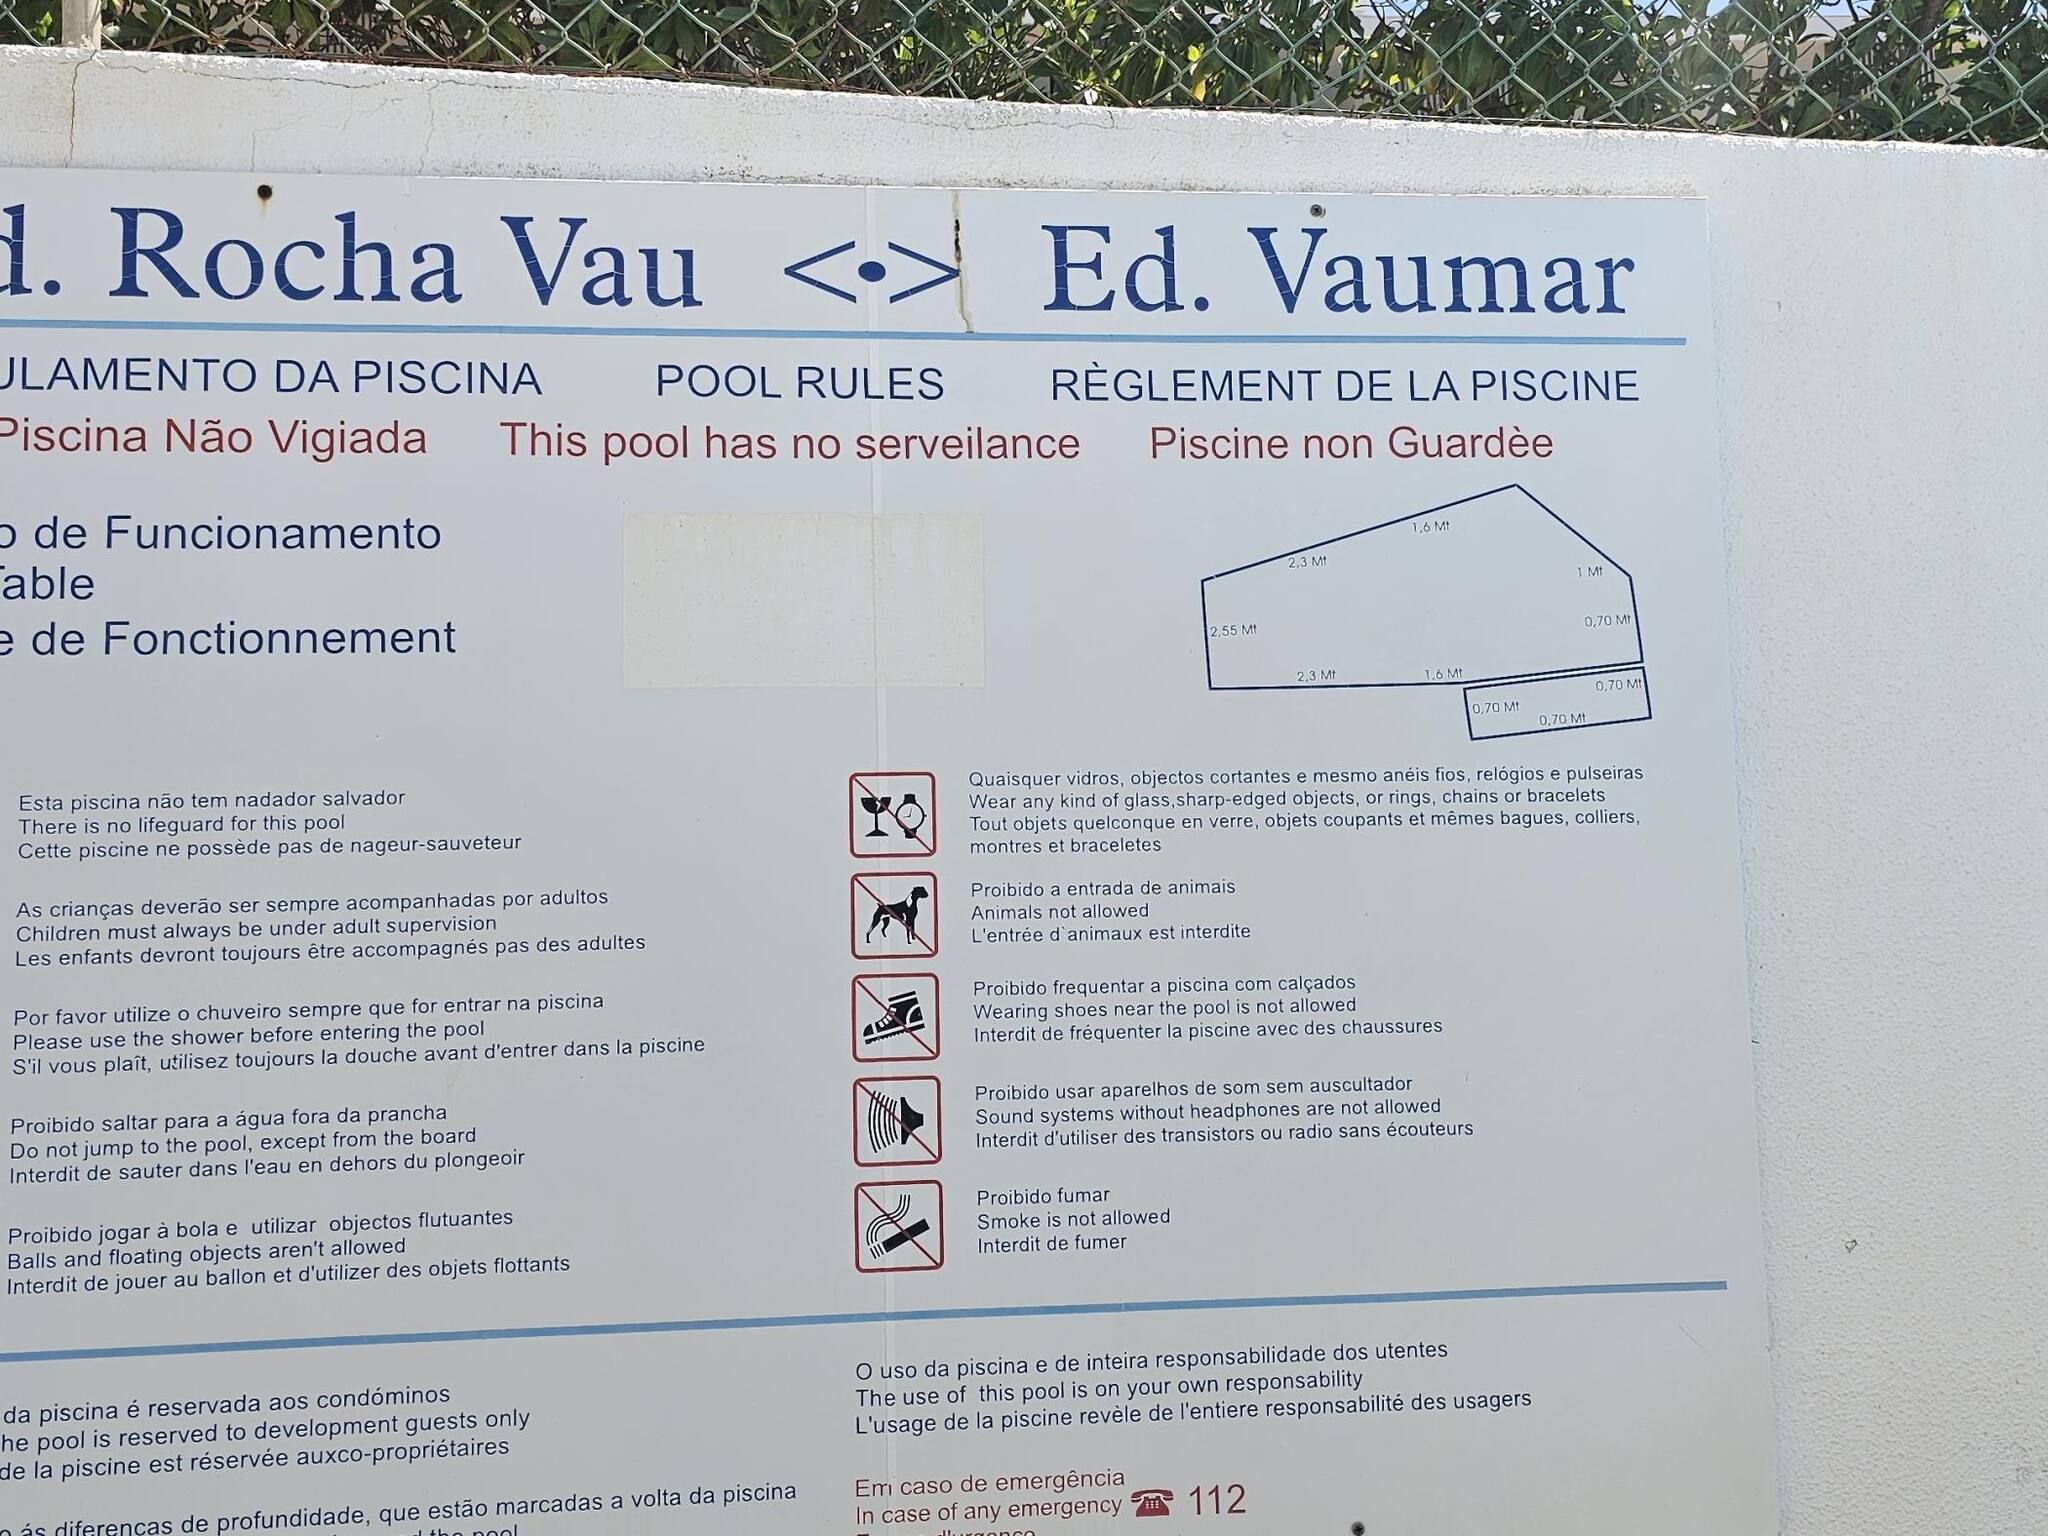 d. Rocha Vau <•> Ed. Vaumar
ULAMENTO DA PISCINA POOL RULES RÈGLEMENT DE LA PISCINE
Piscina Não Vigiada This pool has no serveilance Piscine non Guardèe
o de Funcionamento
Table
e de Fonctionnement
1,6 Mt
2,3 Mt
1 Mt
2,55 Mt
0,70 Mt
2,3 Mt
1,6 Mt
0,70 Mt
0,70 Mt
0,70 Mt
Esta piscina não tem nadador salvador
There is no lifeguard for this pool
Cette piscine ne possède pas de nageur-sauveteur
As crianças deverão ser sempre acompanhadas por adultos
Children must always be under adult supervision
Les enfants devront toujours être accompagnés pas des adultes
Por favor utilize o chuveiro sempre que for entrar na piscina
Please use the shower before entering the pool
S'il vous plaît, utilisez toujours la douche avant d'entrer dans la piscine
Proibido saltar para a água fora da prancha
Do not jump to the pool, except from the board
Interdit de sauter dans l'eau en dehors du plongeoir
Proibido jogar à bola e utilizar objectos flutuantes
Balls and floating objects aren't allowed
Interdit de jouer au ballon et d'utilizer des objets flottants
Quaisquer vidros, objectos cortantes e mesmo anéis fios, relógios e pulseiras
Wear any kind of glass,sharp-edged objects, or rings, chains or bracelets
Tout objets quelconque en verre, objets coupants et mêmes bagues, colliers,
montres et braceletes
Proibido a entrada de animais
Animals not allowed
L'entrée d`animaux est interdite
Proibido frequentar a piscina com calçados
Wearing shoes near the pool is not allowed
Interdit de fréquenter la piscine avec des chaussures
Proibido usar aparelhos de som sem auscultador
Sound systems without headphones are not allowed
Interdit d'utiliser des transistors ou radio sans écouteurs
Proibido fumar
Smoke is not allowed
Interdit de fumer
da piscina é reservada aos condóminos
he pool is reserved to development guests only
de la piscine est réservée auxco-propriétaires
o ás diferenças de profundidade, que estão marcadas a volta da piscina
the pool
O uso da piscina e de inteira responsabilidade dos utentes
The use of this pool is on your own responsability
L'usage de la piscine revèle de l'entiere responsabilité des usagers
Em caso de emergência
In case of any emergency 112